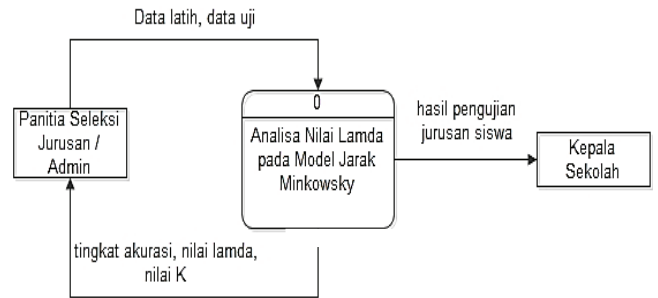 Data latih, data uji
0
Panitia Seleksi
Jurusan /
Admin
Analisa Nilai Lamda
pada Model Jarak
Minkowsky
hasil pengujian
jurusan siswa
Kepala
Sekolah
tingkat akurasi, nilai lamda,
nilai K